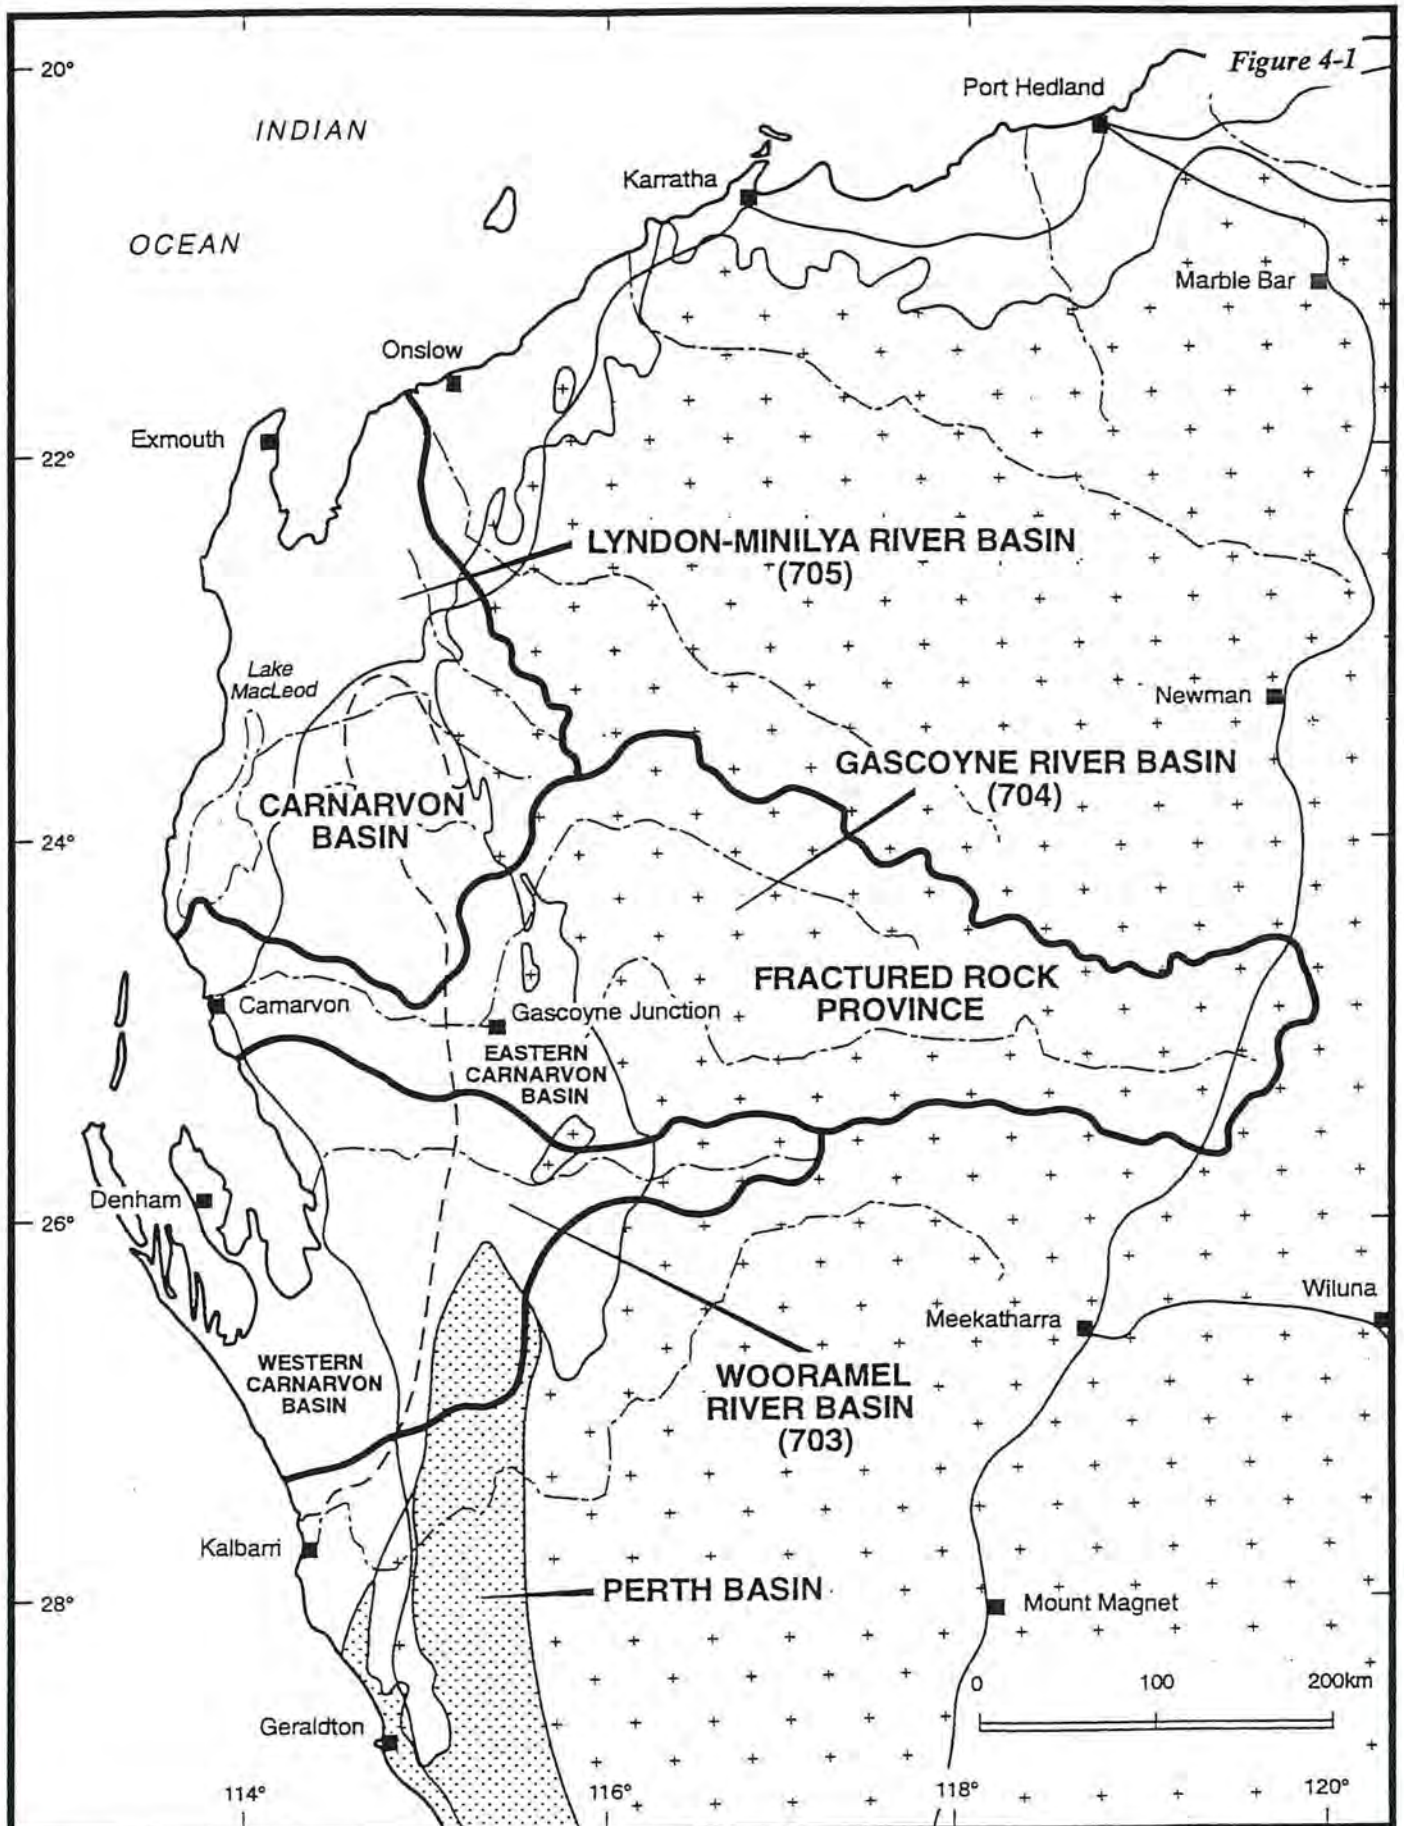 Figure 4-1
20°
Port Hedland
INDIAN
Karratha
OCEAN
Marble Bar
Onslow
Exmouth
22°
LYNDON-MINILYA RIVER BASIN
(705)
Lake
MacLeod
Newman
GASCOYNE RIVER BASIN
(704)
CARNARVON
BASIN
24°
FRACTURED ROCK
PROVINCE
Carnarvon
Gascoyne Junction
EASTERN
CARNARVON
BASIN
Denham
26°
Wiluna
Meekatharra
WESTERN
CARNARVON
BASIN
WOORAMEL
RIVER BASIN
(703)
Kalbarri
PERTH BASIN
28°
Mount Magnet
0 100 200km
Geraldton
114° 116° 118° 120°